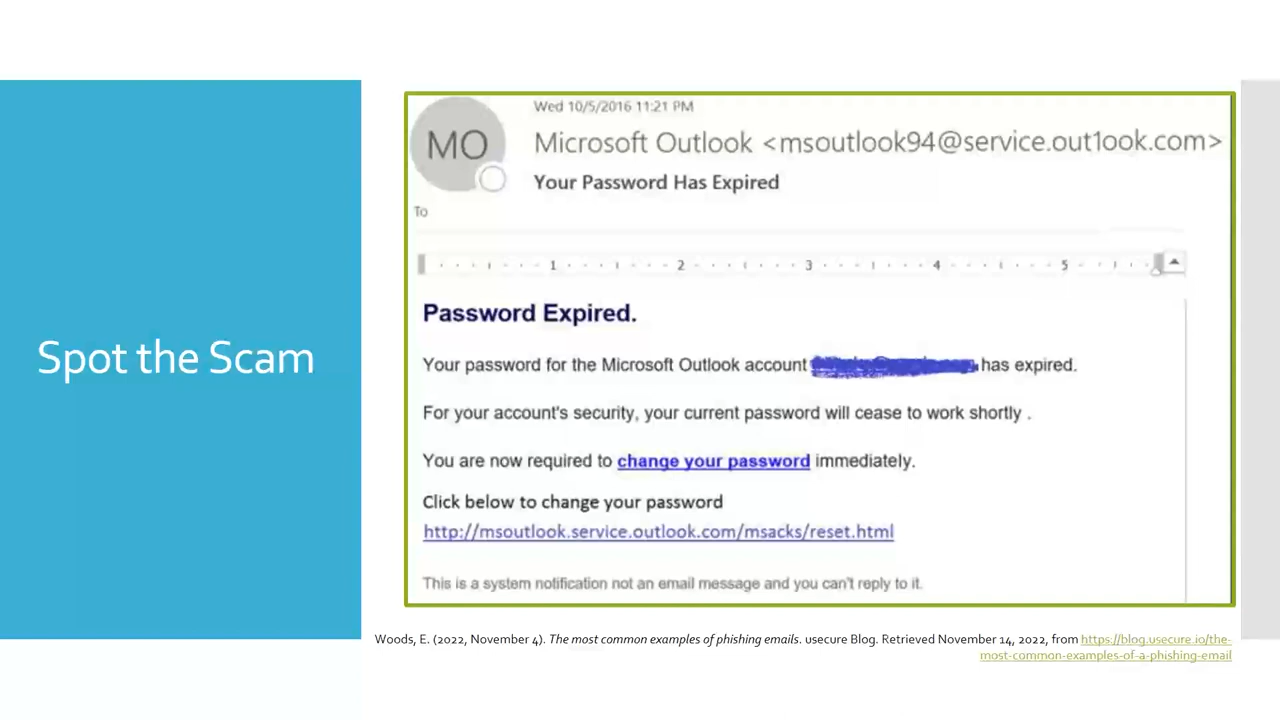 Spot the Scam
MO
Wed 10/5/2016 11:21 PM
Microsoft Outlook <msoutlook94@service.out1ook.com>
Your Password Has Expired
To
1 2 3 4 5
Password Expired.
Your password for the Microsoft Outlook account has expired.
For your account's security, your current password will cease to work shortly .
You are now required to change your password immediately.
Click below to change your password
http://msoutlook.service.outlook.com/msacks/reset.html
This is a system notification not an email message and you can't reply to it.
Woods, E. (2022, November 4). The most common examples of phishing emails. usecure Blog. Retrieved November 14, 2022, from https://blog.usecure.io/the-
most-common-examples-of-a-phishing-email